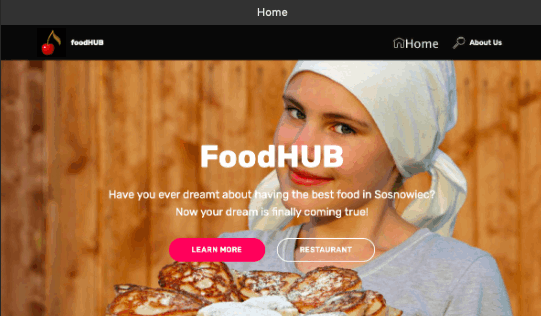 Home
foodHUB
Home
About Us
FoodHUB
Have you ever dreamt about having the best food in Sosnowiec?
Now your dream is finally coming true!
LEARN MORE
RESTAURANT